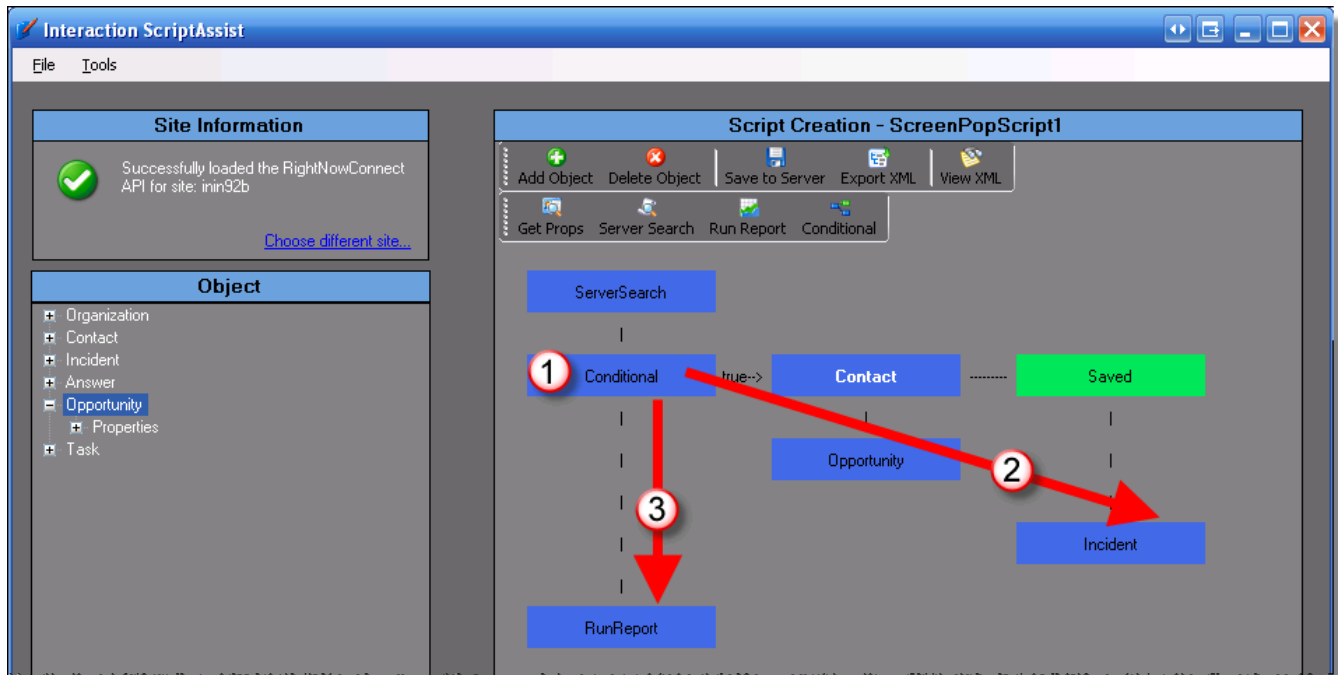 Interaction ScriptAssist
File Tools
Site Information
Successfully loaded the RightNowConnect
API for site: inin92b
Choose different site...
Object
Organization
Contact
Incident
Answer
Opportunity
Properties
Task
Script Creation - ScreenPopScript1
Add Object Delete Object Save to Server Export XML View XML
Get Props Server Search Run Report Conditional
ServerSearch
1 Conditional true--> Contact -------- Saved
Opportunity
2
3
Incident
RunReport